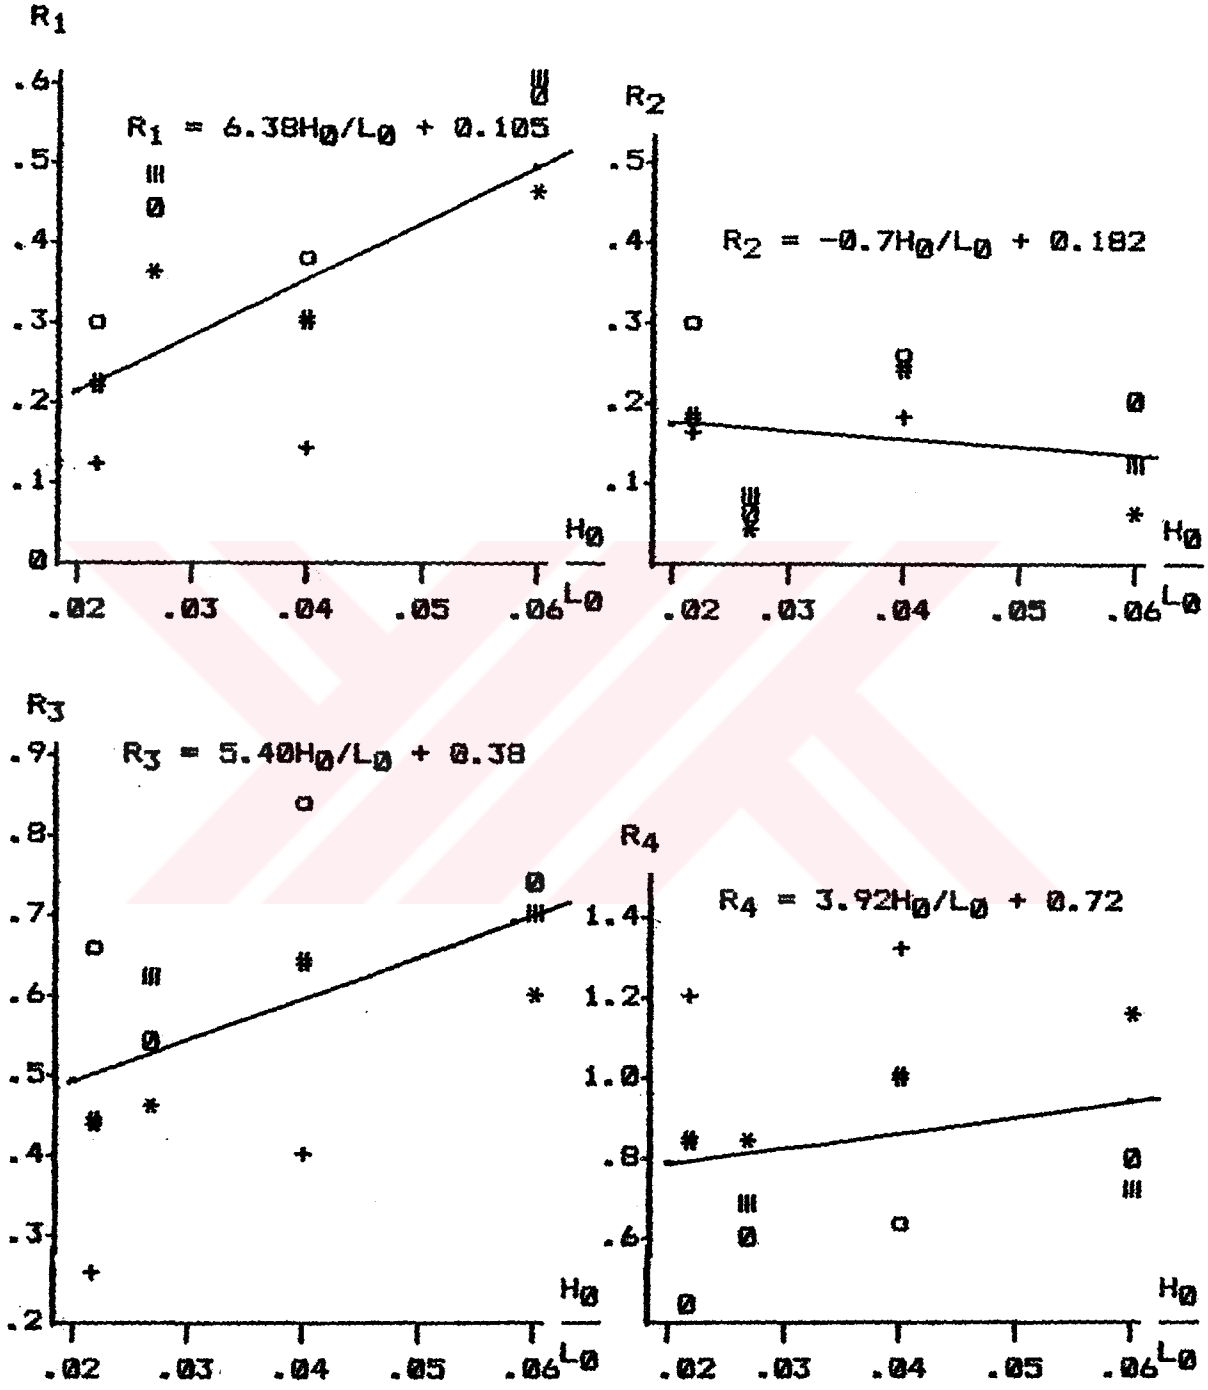 R1
.6
R1 = 6.38H0/L0 + 0.105
.5
.4
.3
.2
.1
0
.02 .03 .04 .05 .06
H0
L0
R2
.5
.4
R2 = -0.7H0/L0 + 0.182
.3
.2
.1
.02 .03 .04 .05 .06
H0
L0
R3
.9
R3 = 5.40H0/L0 + 0.38
.8
.7
.6
.5
.4
.3
.2
.02 .03 .04 .05 .06
H0
L0
R4
R4 = 3.92H0/L0 + 0.72
1.4
1.2
1.0
.8
.6
.02 .03 .04 .05 .06
H0
L0